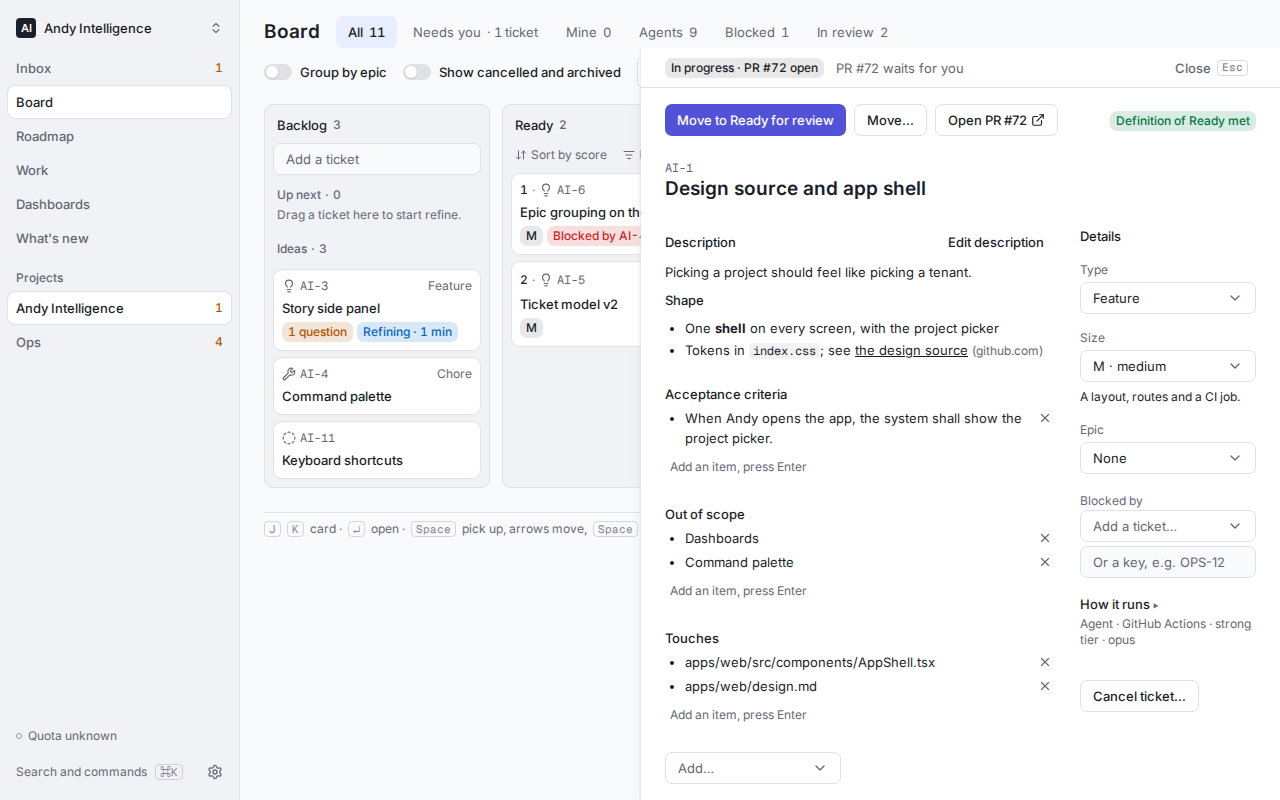 AI Andy Intelligence
Inbox 1
Board
Roadmap
Work
Dashboards
What's new
Projects
Andy Intelligence 1
Ops 4
Quota unknown
Search and commands ⌘K
Board All 11 Needs you · 1 ticket Mine 0 Agents 9 Blocked 1 In review 2
Group by epic Show cancelled and archived
Backlog 3
Add a ticket
Up next · 0
Drag a ticket here to start refine.
Ideas · 3
AI-3 Feature
Story side panel
1 question Refining · 1 min
AI-4 Chore
Command palette
AI-11
Keyboard shortcuts
Ready 2
Sort by score
1 · AI-6
Epic grouping on
M Blocked by
2 · AI-5
Ticket model v2
M
J K card · ↵ open · Space pick up, arrows move, Space
In progress · PR #72 open PR #72 waits for you Close Esc
Move to Ready for review Move... Open PR #72 Definition of Ready met
AI-1
Design source and app shell
Description Edit description
Picking a project should feel like picking a tenant.
Shape
One shell on every screen, with the project picker
Tokens in index.css; see the design source (github.com)
Acceptance criteria
When Andy opens the app, the system shall show the
project picker.
Add an item, press Enter
Out of scope
Dashboards
Command palette
Add an item, press Enter
Touches
apps/web/src/components/AppShell.tsx
apps/web/design.md
Add an item, press Enter
Add...
Details
Type
Feature
Size
M · medium
A layout, routes and a CI job.
Epic
None
Blocked by
Add a ticket...
Or a key, e.g. OPS-12
How it runs ▸
Agent · GitHub Actions · strong
tier · opus
Cancel ticket...